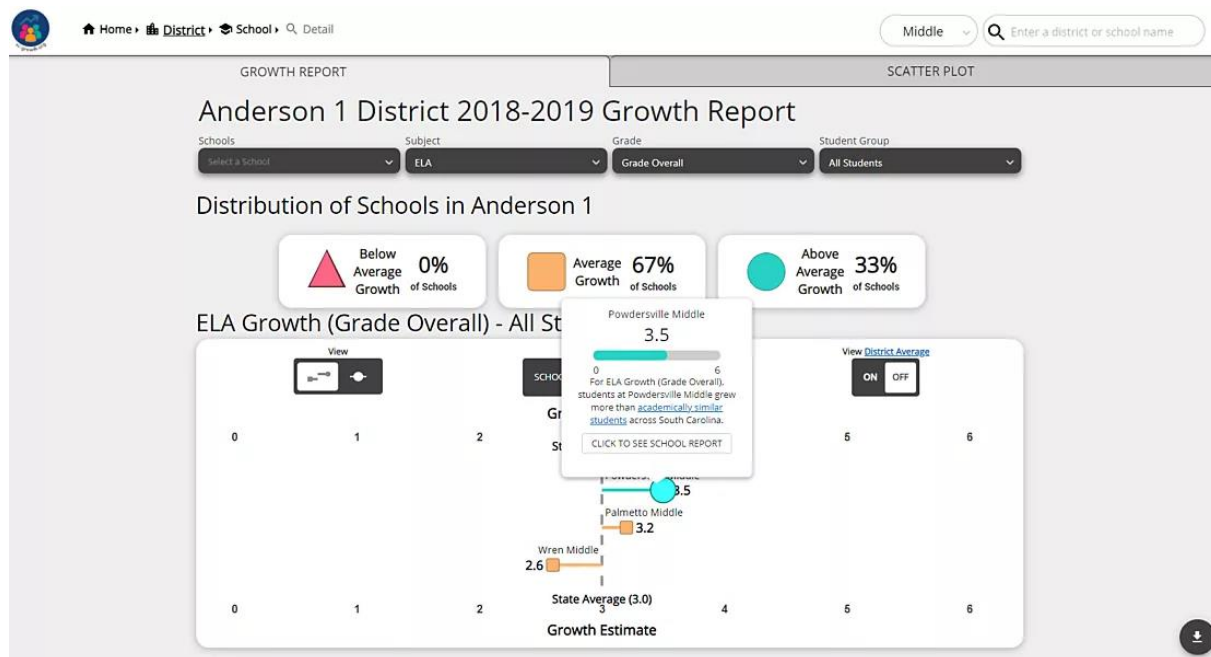 Home District School Detail
Middle
Enter a district or school name
GROWTH REPORT
SCATTER PLOT
Anderson 1 District 2018-2019 Growth Report
Schools
Subject
Grade
Student Group
Select a School
ELA
Grade Overall
All Students
Distribution of Schools in Anderson 1
Below
Average
Growth
0%
of Schools
Average
Growth
67%
of Schools
Above
Average
Growth
33%
of Schools
ELA Growth (Grade Overall) - All St
Powdersville Middle
3.5
0 6
For ELA Growth (Grade Overall),
students at Powdersville Middle grew
more than academically similar
students across South Carolina.
CLICK TO SEE SCHOOL REPORT
View
SCHOO
View District Average
ON OFF
Gr
0 1 2 5 6
St
3.5
Palmetto Middle
3.2
Wren Middle
2.6
State Average (3.0)
0 1 2 3 4 5 6
Growth Estimate